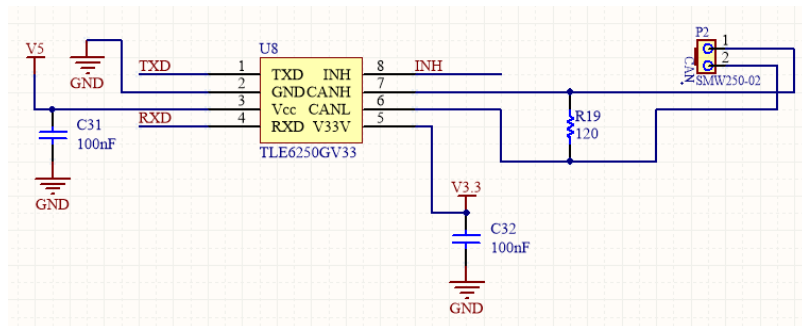 V5
GND
TXD
RXD
C31
100nF
GND
U8
1 TXD INH 8
2 GND CANH 7
3 Vcc CANL 6
4 RXD V33V 5
TLE6250GV33
INH
V3.3
C32
100nF
GND
R19
120
P2
1
2
CAN
SMW250-02